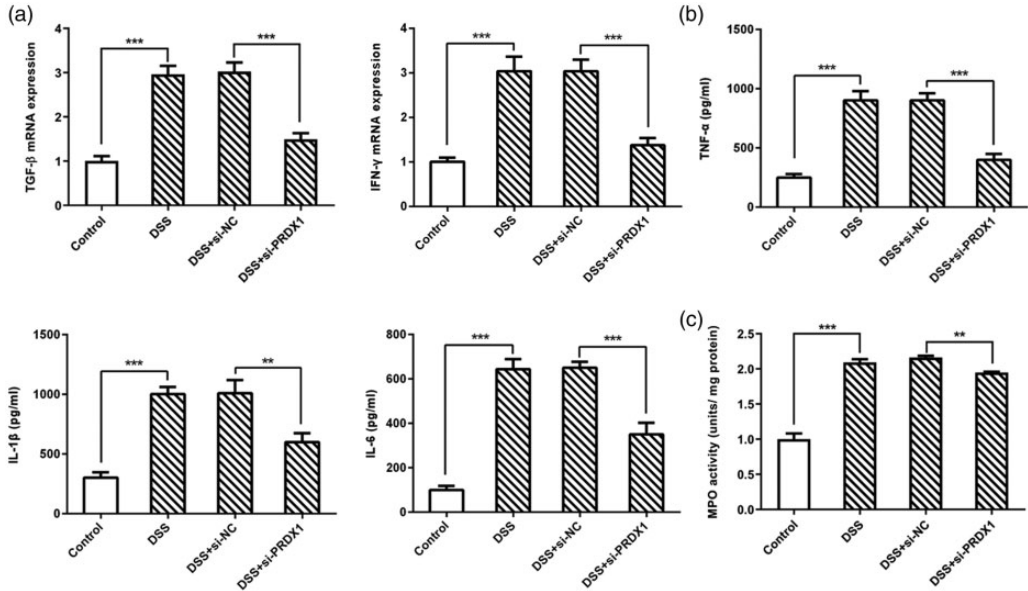 (a)
TGF-β mRNA expression
4
3
2
1
0
***
***
Control
DSS
DSS+si-NC
DSS+si-PRDX1
IFN-γ mRNA expression
4
3
2
1
0
***
***
Control
DSS
DSS+si-NC
DSS+si-PRDX1
(b)
TNF-α (pg/ml)
1500
1000
500
0
***
***
Control
DSS
DSS+si-NC
DSS+si-PRDX1
IL-1β (pg/ml)
1500
1000
500
0
***
**
Control
DSS
DSS+si-NC
DSS+si-PRDX1
IL-6 (pg/ml)
800
600
400
200
0
***
***
Control
DSS
DSS+si-NC
DSS+si-PRDX1
(c)
MPO activity (units/ mg protein)
2.5
2.0
1.5
1.0
0.5
0.0
***
**
Control
DSS
DSS+si-NC
DSS+si-PRDX1